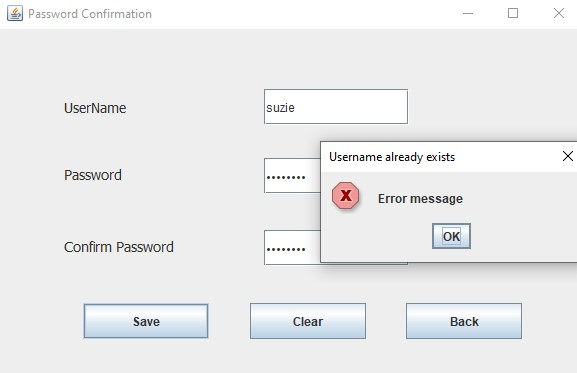 Password Confirmation
UserName
suzie
Username already exists
Password
••••••••
X
Error message
OK
Confirm Password
••••••••
Save
Clear
Back